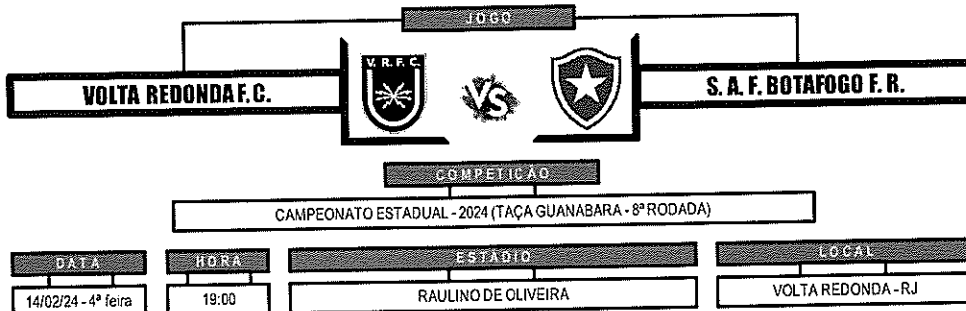 JOGO
V. R. F. C.
VOLTA REDONDA F. C.
VS
S. A. F. BOTAFOGO F. R.
COMPETIÇÃO
CAMPEONATO ESTADUAL - 2024 (TAÇA GUANABARA - 8ª RODADA)
DATA
HORA
ESTÁDIO
LOCAL
14/02/24 - 4ª feira
19:00
RAULINO DE OLIVEIRA
VOLTA REDONDA - RJ